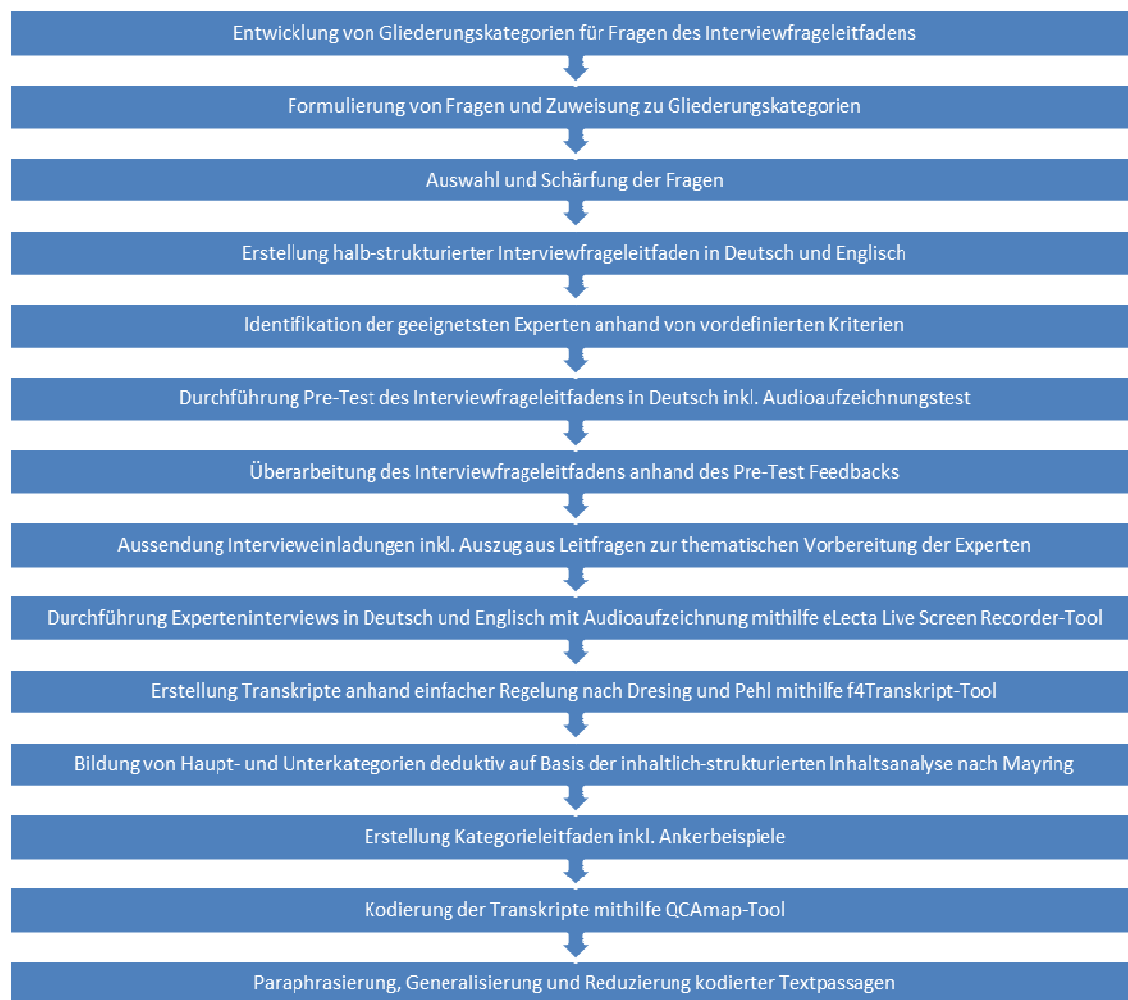 Entwicklung von Gliederungskategorien für Fragen des Interviewfrageleitfadens
Formulierung von Fragen und Zuweisung zu Gliederungskategorien
Auswahl und Schärfung der Fragen
Erstellung halb-strukturierter Interviewfrageleitfaden in Deutsch und Englisch
Identifikation der geeignetsten Experten anhand von vordefinierten Kriterien
Durchführung Pre-Test des Interviewfrageleitfadens in Deutsch inkl. Audioaufzeichnungstest
Überarbeitung des Interviewfrageleitfadens anhand des Pre-Test Feedbacks
Aussendung Intervieweinladungen inkl. Auszug aus Leitfragen zur thematischen Vorbereitung der Experten
Durchführung Experteninterviews in Deutsch und Englisch mit Audioaufzeichnung mithilfe eLecta Live Screen Recorder-Tool
Erstellung Transkripte anhand einfacher Regelung nach Dresing und Pehl mithilfe f4Transkript-Tool
Bildung von Haupt- und Unterkategorien deduktiv auf Basis der inhaltlich-strukturierten Inhaltsanalyse nach Mayring
Erstellung Kategorieleitfaden inkl. Ankerbeispiele
Kodierung der Transkripte mithilfe QCAmap-Tool
Paraphrasierung, Generalisierung und Reduzierung kodierter Textpassagen